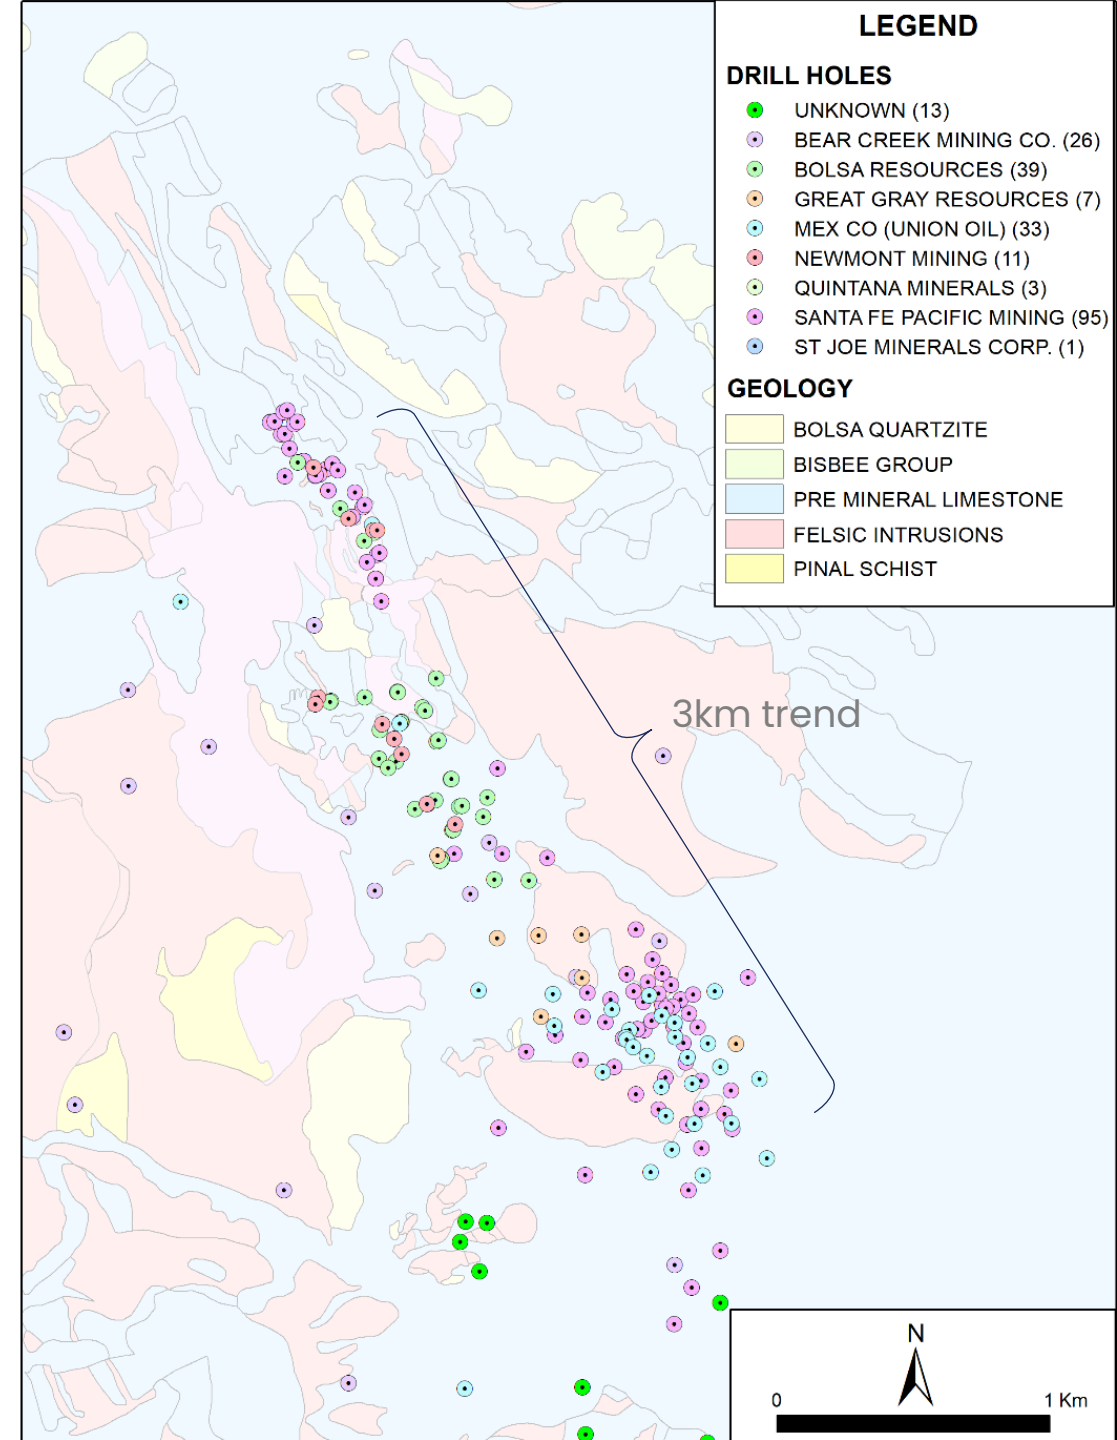 LEGEND
DRILL HOLES
UNKNOWN (13)
BEAR CREEK MINING CO. (26)
BOLSA RESOURCES (39)
GREAT GRAY RESOURCES (7)
MEX CO (UNION OIL) (33)
NEWMONT MINING (11)
QUINTANA MINERALS (3)
SANTA FE PACIFIC MINING (95)
ST JOE MINERALS CORP. (1)
GEOLOGY
BOLSA QUARTZITE
BISBEE GROUP
PRE MINERAL LIMESTONE
FELSIC INTRUSIONS
PINAL SCHIST
3km trend
N
0 1 Km